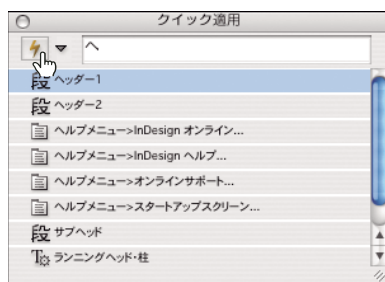 クイック適用
ヘ
段 ヘッダー1
段 ヘッダー2
ヘルプメニュー>InDesign オンライン...
ヘルプメニュー>InDesign ヘルプ...
ヘルプメニュー>オンラインサポート...
ヘルプメニュー>スタートアップスクリーン...
段 サブヘッド
T ランニングヘッド・柱